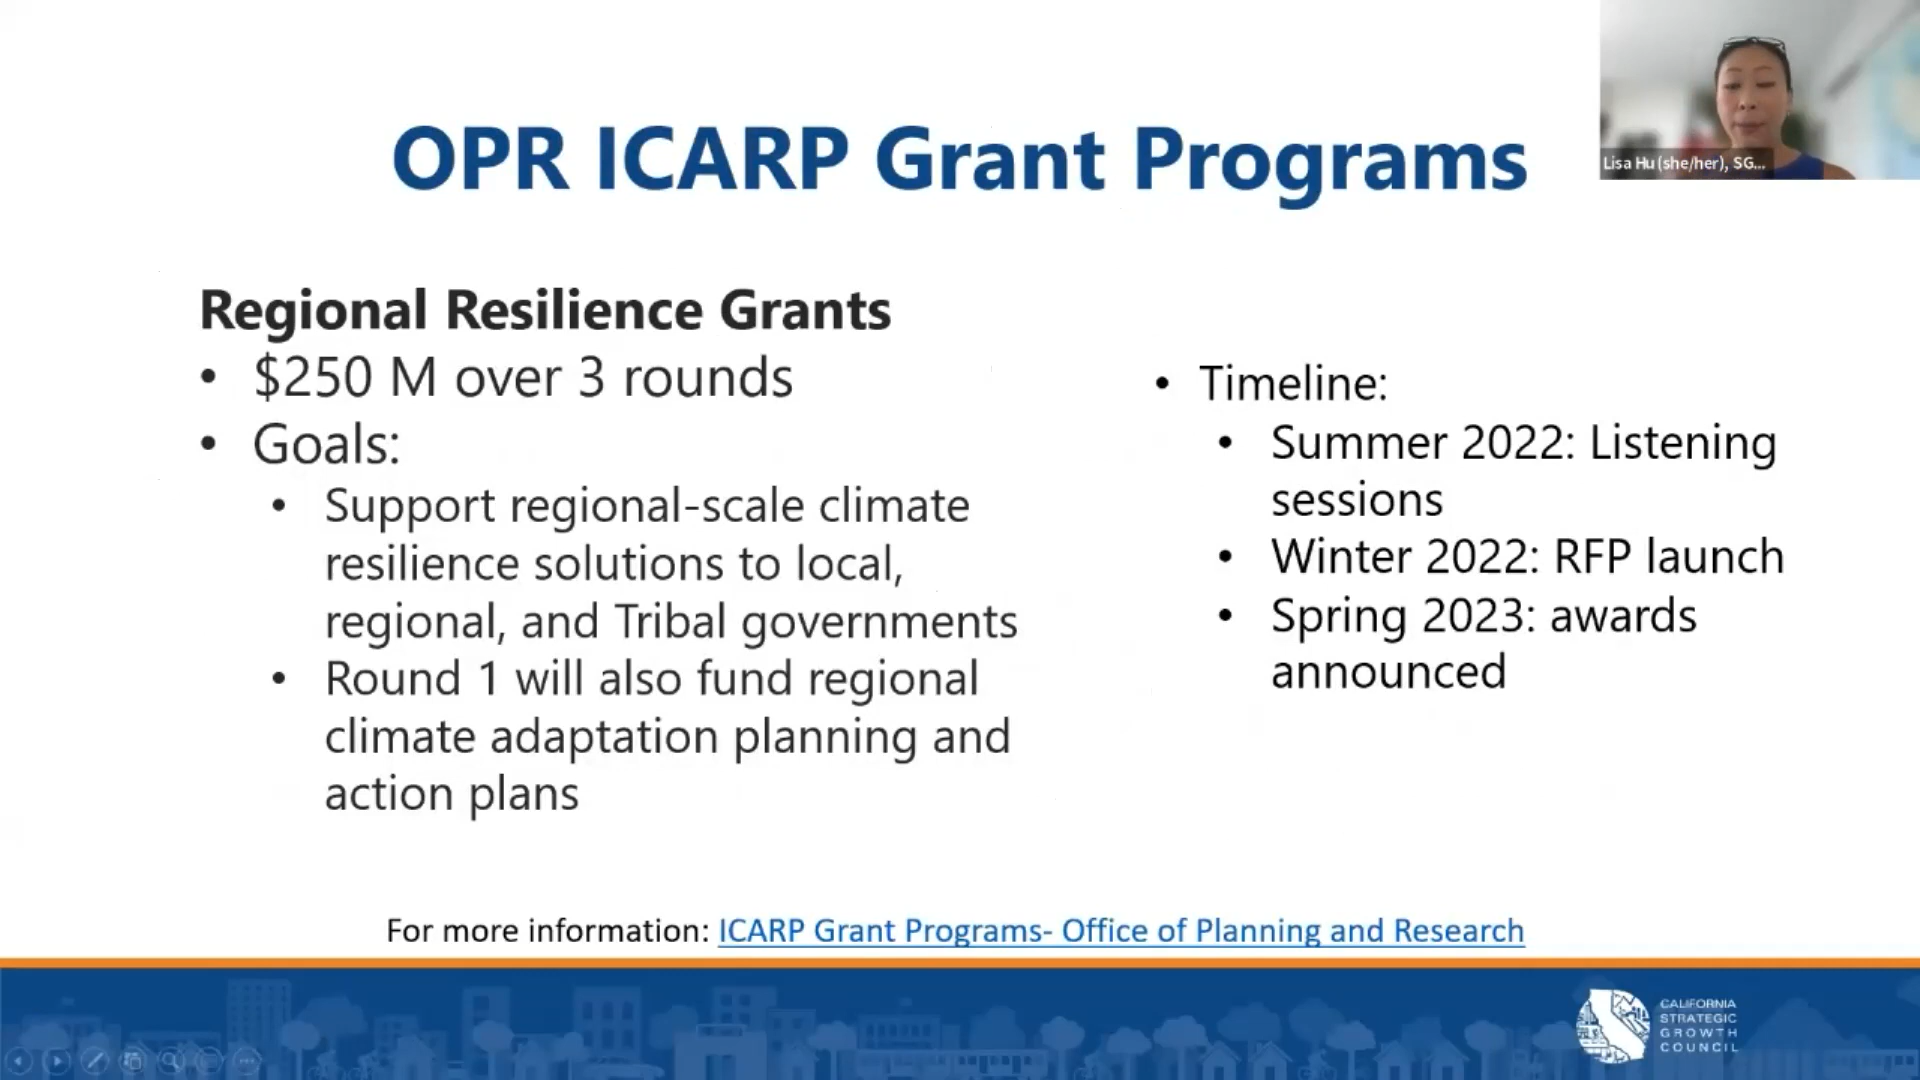 OPR ICARP Grant Programs
Lisa Hu (she/her), SG...
Regional Resilience Grants
• $250 M over 3 rounds
• Goals:
• Support regional-scale climate
resilience solutions to local,
regional, and Tribal governments
• Round 1 will also fund regional
climate adaptation planning and
action plans
• Timeline:
• Summer 2022: Listening
sessions
• Winter 2022: RFP launch
• Spring 2023: awards
announced
For more information: ICARP Grant Programs- Office of Planning and Research
CALIFORNIA
STRATEGIC
GROWTH
COUNCIL